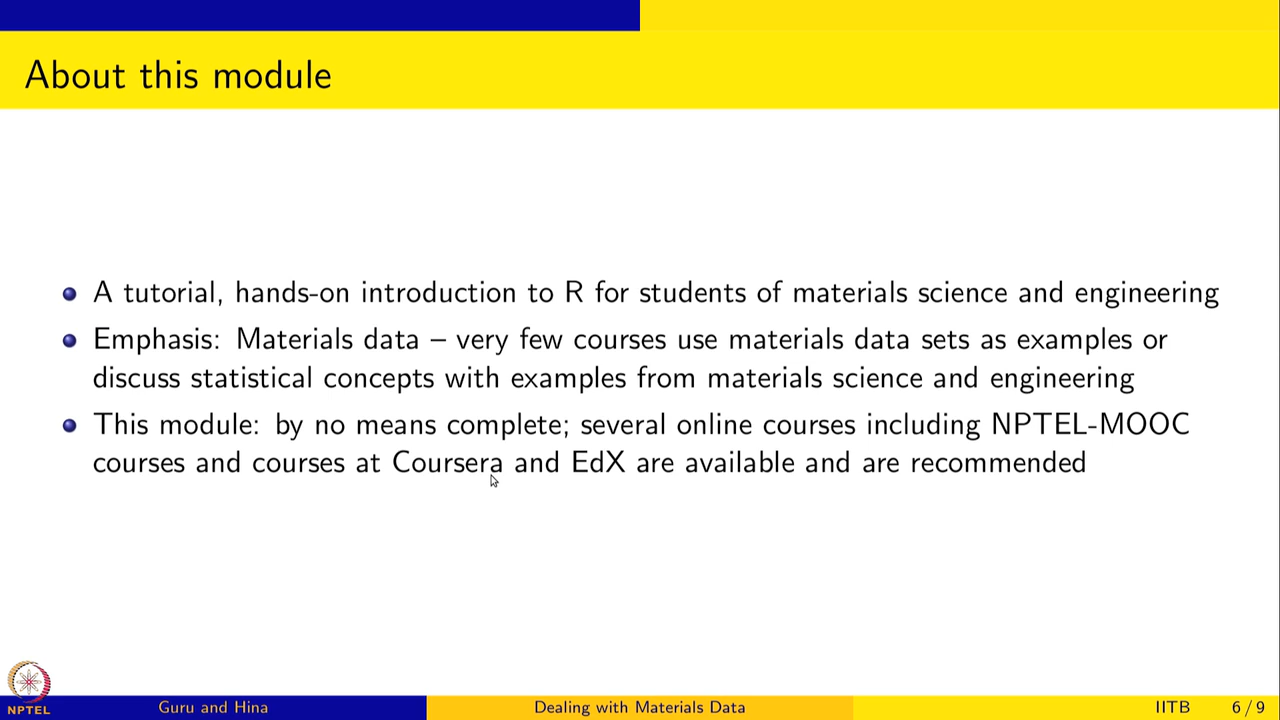 About this module
A tutorial, hands-on introduction to R for students of materials science and engineering
Emphasis: Materials data – very few courses use materials data sets as examples or
discuss statistical concepts with examples from materials science and engineering
This module: by no means complete; several online courses including NPTEL-MOOC
courses and courses at Coursera and EdX are available and are recommended
NPTEL
Guru and Hina Dealing with Materials Data IITB 6 / 9